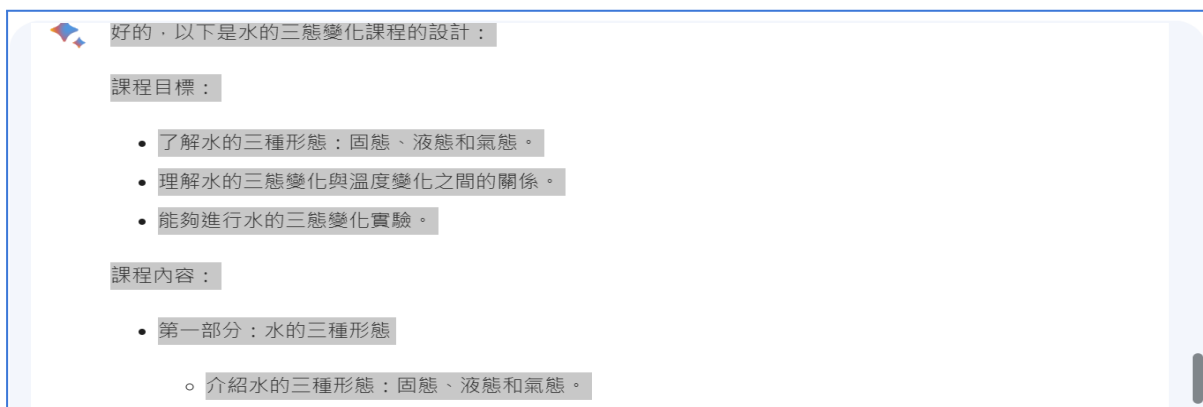 好的，以下是水的三態變化課程的設計：
課程目標：
• 了解水的三種形態：固態、液態和氣態。
• 理解水的三態變化與溫度變化之間的關係。
• 能夠進行水的三態變化實驗。
課程內容：
• 第一部分：水的三種形態
○ 介紹水的三種形態：固態、液態和氣態。